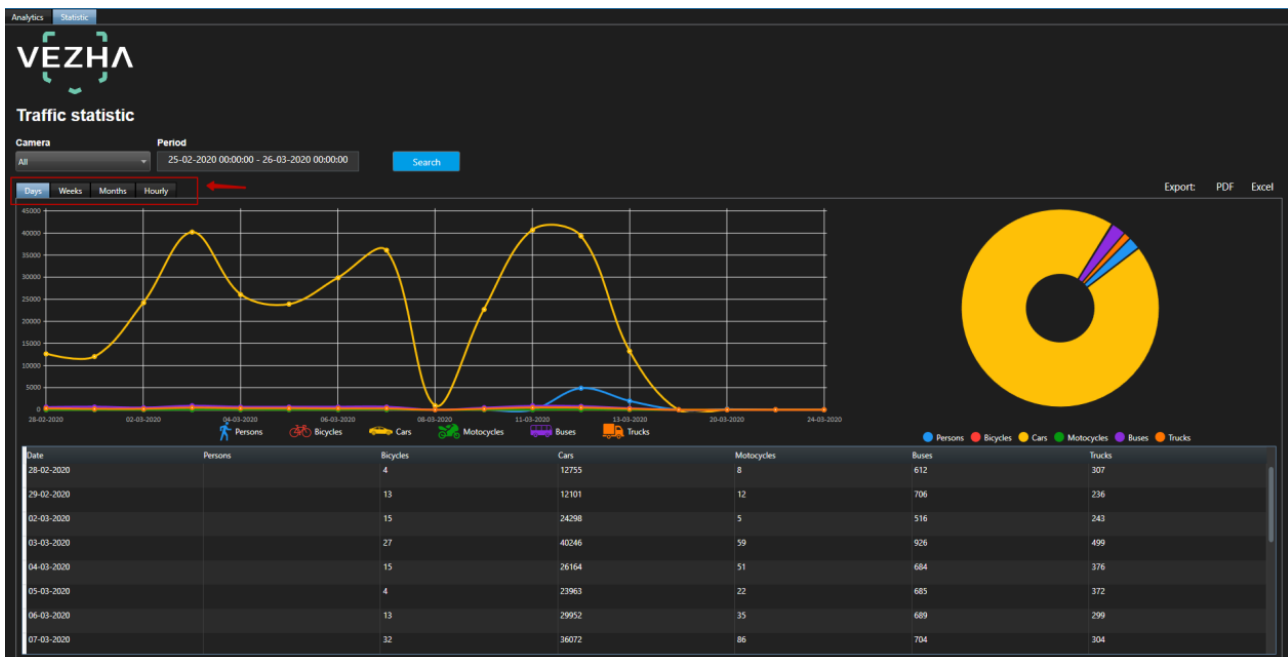 Analytics Statistic
VEZHA
Traffic statistic
Camera Period
All 25-02-2020 00:00:00 - 26-03-2020 00:00:00 Search
Days Weeks Months Hourly Export: PDF Excel
45000
40000
35000
30000
25000
20000
15000
10000
5000
0
28-02-2020 02-03-2020 04-03-2020 06-03-2020 08-03-2020 11-03-2020 13-03-2020 20-03-2020 24-03-2020
Persons Bicycles Cars Motocycles Buses Trucks
Persons Bicycles Cars Motocycles Buses Trucks
Date Persons Bicycles Cars Motocycles Buses Trucks
28-02-2020 4 12755 8 612 307
29-02-2020 13 12101 12 706 236
02-03-2020 15 24298 5 516 243
03-03-2020 27 40246 59 926 499
04-03-2020 15 26164 51 684 376
05-03-2020 4 23963 22 685 372
06-03-2020 13 29952 35 689 299
07-03-2020 32 36072 86 704 304